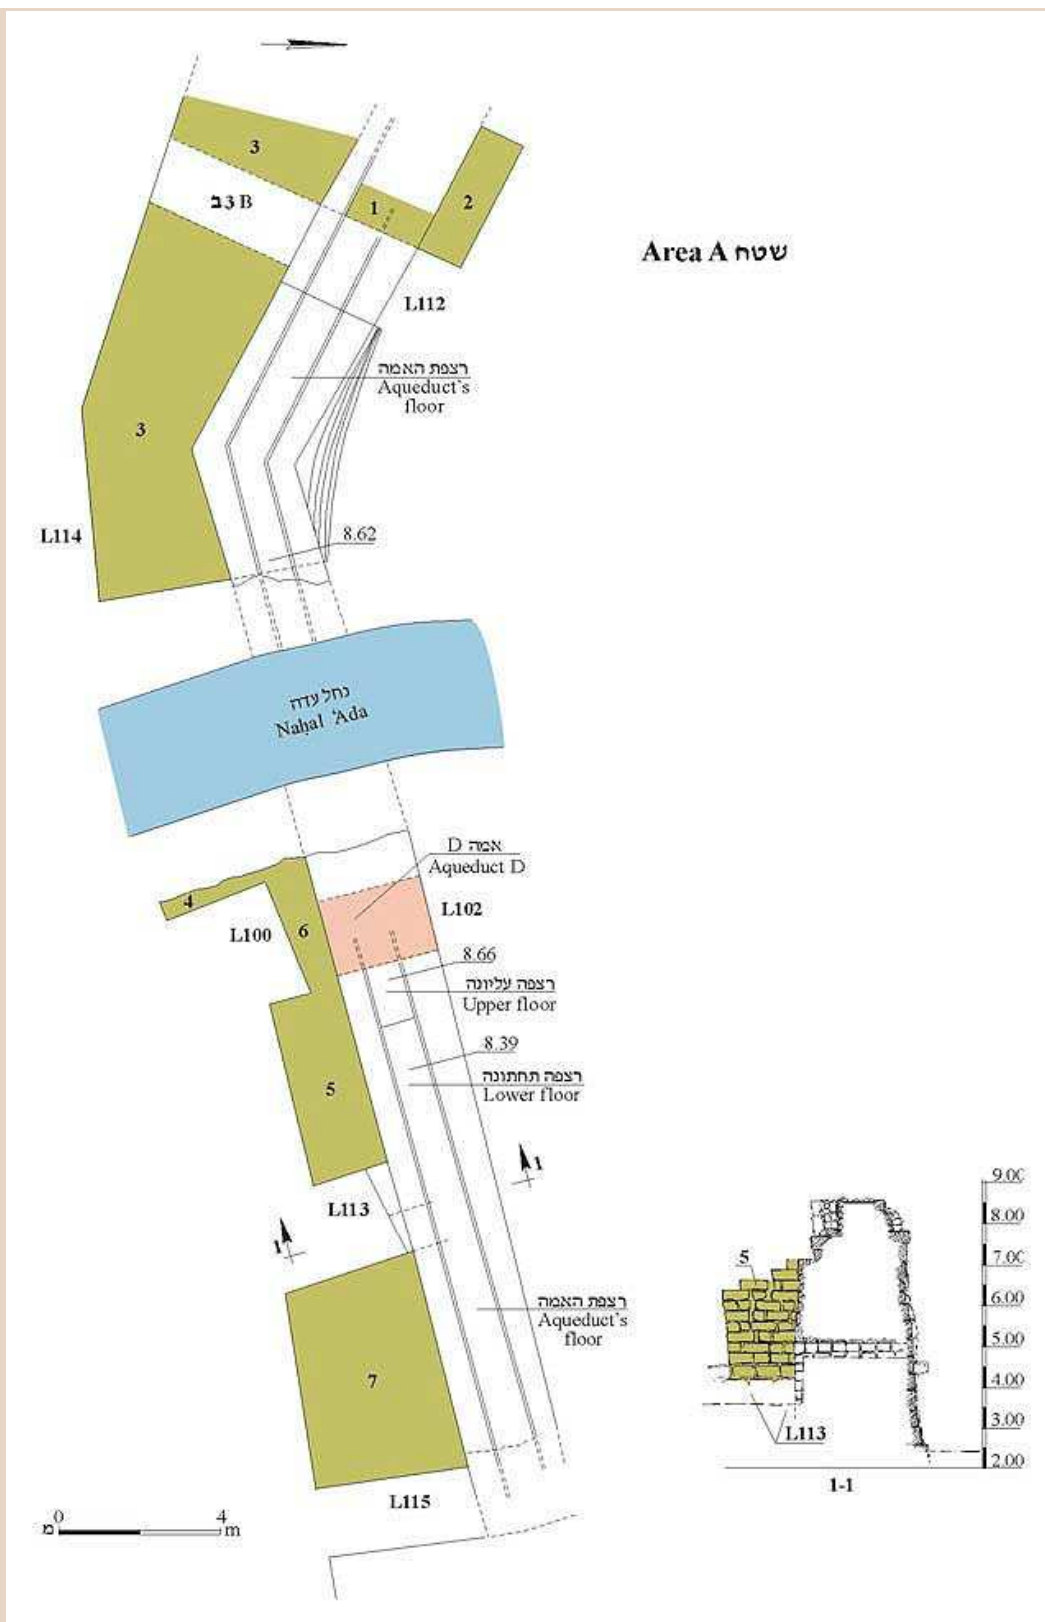 3
3 B ב
1
2
Area A שטח
L112
רצפת האמה
Aqueduct's
floor
3
L114
8.62
נחל עדה
Naḥal 'Ada
אמה D
Aqueduct D
4
L100
6
L102
8.66
רצפה עליונה
Upper floor
8.39
רצפה תחתונה
Lower floor
5
1
L113
1
רצפת האמה
Aqueduct's
floor
7
L115
0 4
מ m
9.00
8.00
7.00
6.00
5.00
4.00
3.00
2.00
5
L113
1-1